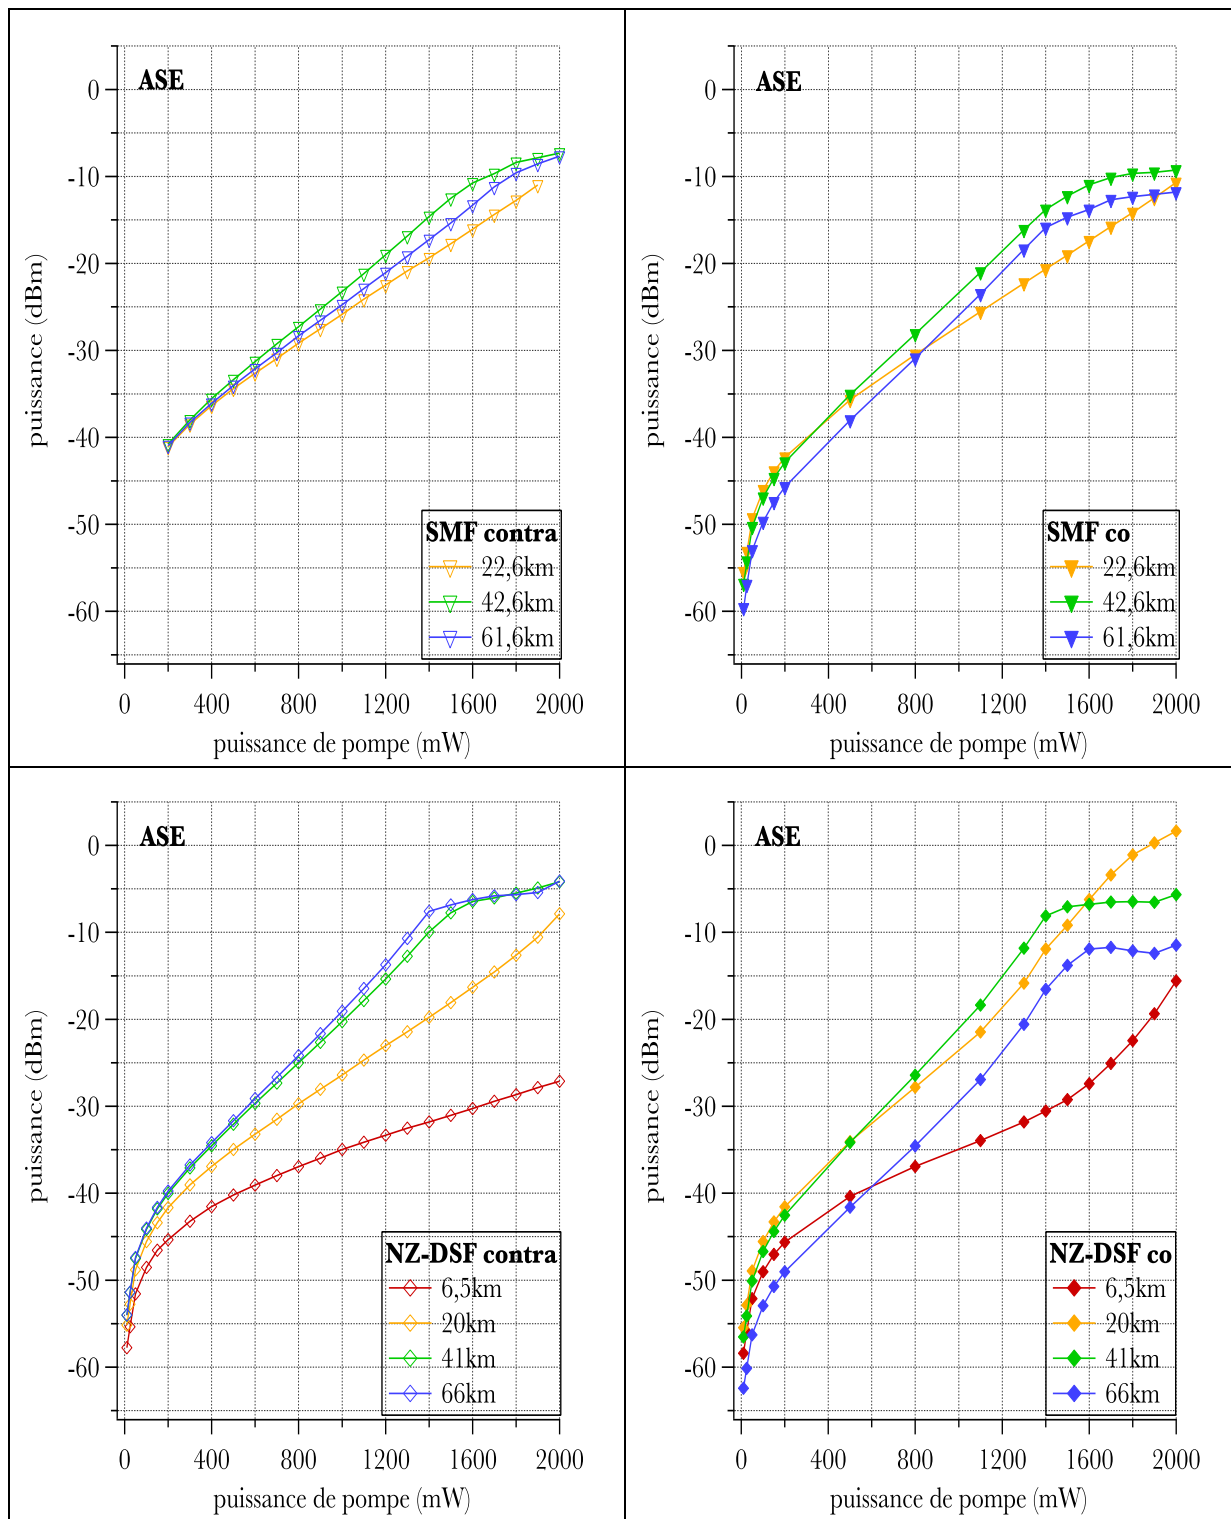 ASE
0
-10
-20
-30
-40
-50
-60
puissance (dBm)
SMF contra
22,6km
42,6km
61,6km
0 400 800 1200 1600 2000
puissance de pompe (mW)
ASE
0
-10
-20
-30
-40
-50
-60
puissance (dBm)
SMF co
22,6km
42,6km
61,6km
0 400 800 1200 1600 2000
puissance de pompe (mW)
ASE
0
-10
-20
-30
-40
-50
-60
puissance (dBm)
NZ-DSF contra
6,5km
20km
41km
66km
0 400 800 1200 1600 2000
puissance de pompe (mW)
ASE
0
-10
-20
-30
-40
-50
-60
puissance (dBm)
NZ-DSF co
6,5km
20km
41km
66km
0 400 800 1200 1600 2000
puissance de pompe (mW)